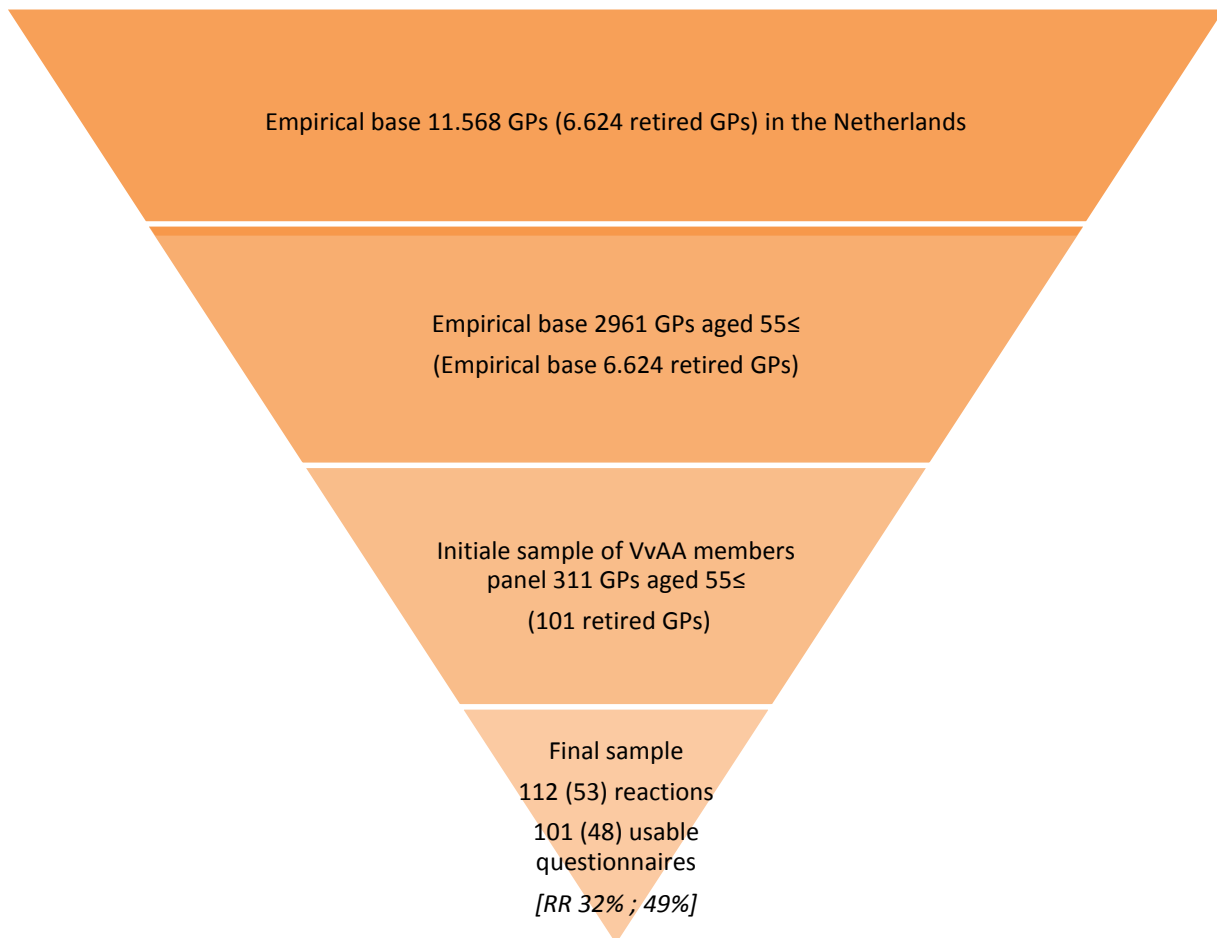 Empirical base 11.568 GPs (6.624 retired GPs) in the Netherlands
Empirical base 2961 GPs aged 55≤
(Empirical base 6.624 retired GPs)
Initiale sample of VvAA members
panel 311 GPs aged 55≤
(101 retired GPs)
Final sample
112 (53) reactions
101 (48) usable
questionnaires
[RR 32% ; 49%]